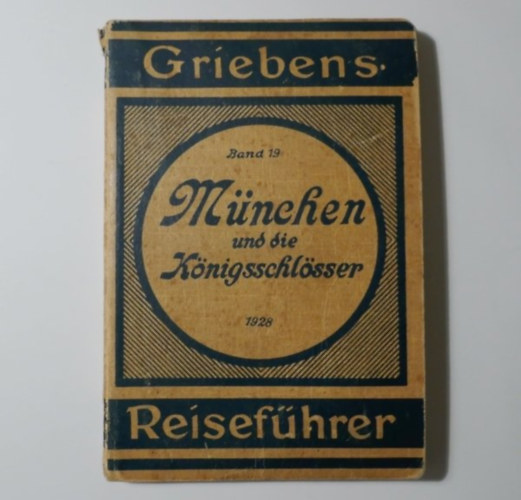 Griebens
Band 19
München
und die
Königsschlösser
1928
Reiseführer